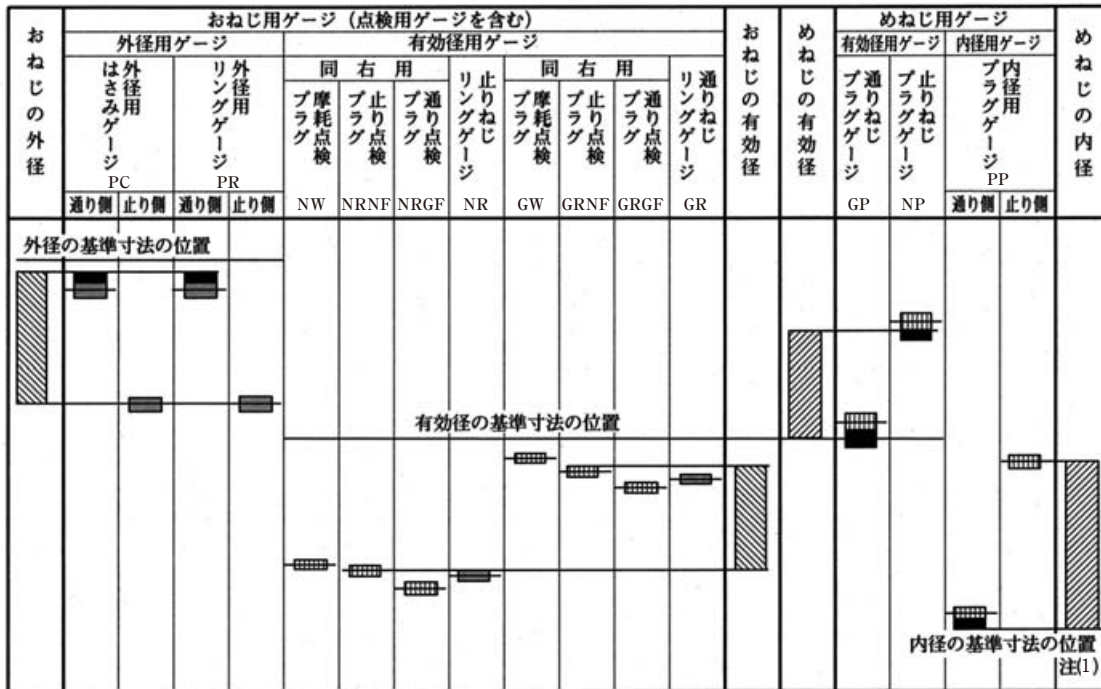 おねじの外径
おねじ用ゲージ（点検用ゲージを含む）
外径用ゲージ
有効径用ゲージ
外径用
はさみゲージ
PC
通り側
止り側
外径用
リングゲージ
PR
通り側
止り側
同右用
摩耗点検
プラグ
NW
止り点検
プラグ
NRNF
通り点検
プラグ
NRGF
止りねじ
リングゲージ
NR
同右用
摩耗点検
プラグ
GW
止り点検
プラグ
GRNF
通り点検
プラグ
GRGF
通りねじ
リングゲージ
GR
おねじの有効径
めねじの有効径
めねじ用ゲージ
有効径用ゲージ
内径用ゲージ
通りねじ
プラグゲージ
GP
止りねじ
プラグゲージ
NP
内径用
プラグゲージ
PP
通り側
止り側
めねじの内径
外径の基準寸法の位置
有効径の基準寸法の位置
内径の基準寸法の位置
注(1)